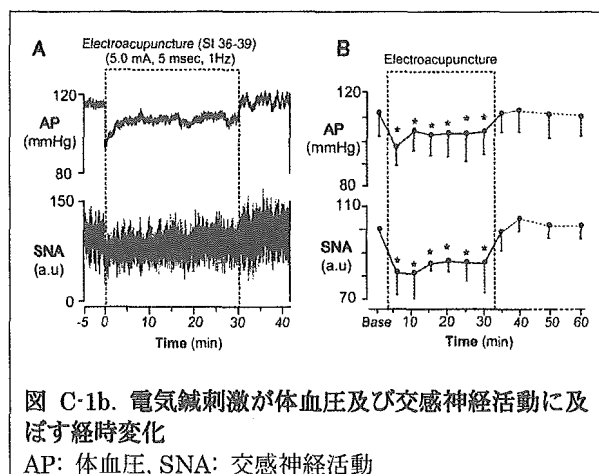 A
B
Electroacupuncture (SI 36-39)
(5.0 mA, 5 msec, 1Hz)
Electroacupuncture
120
AP
(mmHg)
80
150
SNA
(a.u)
0
-5 0 10 20 30 40
Time (min)
120
AP
(mmHg)
80
110
SNA
(a.u)
70
Base 10 20 30 40 50 60
Time (min)
図 C-1b. 電気鍼刺激が体血圧及び交感神経活動に及
ぼす経時変化
AP: 体血圧, SNA: 交感神経活動